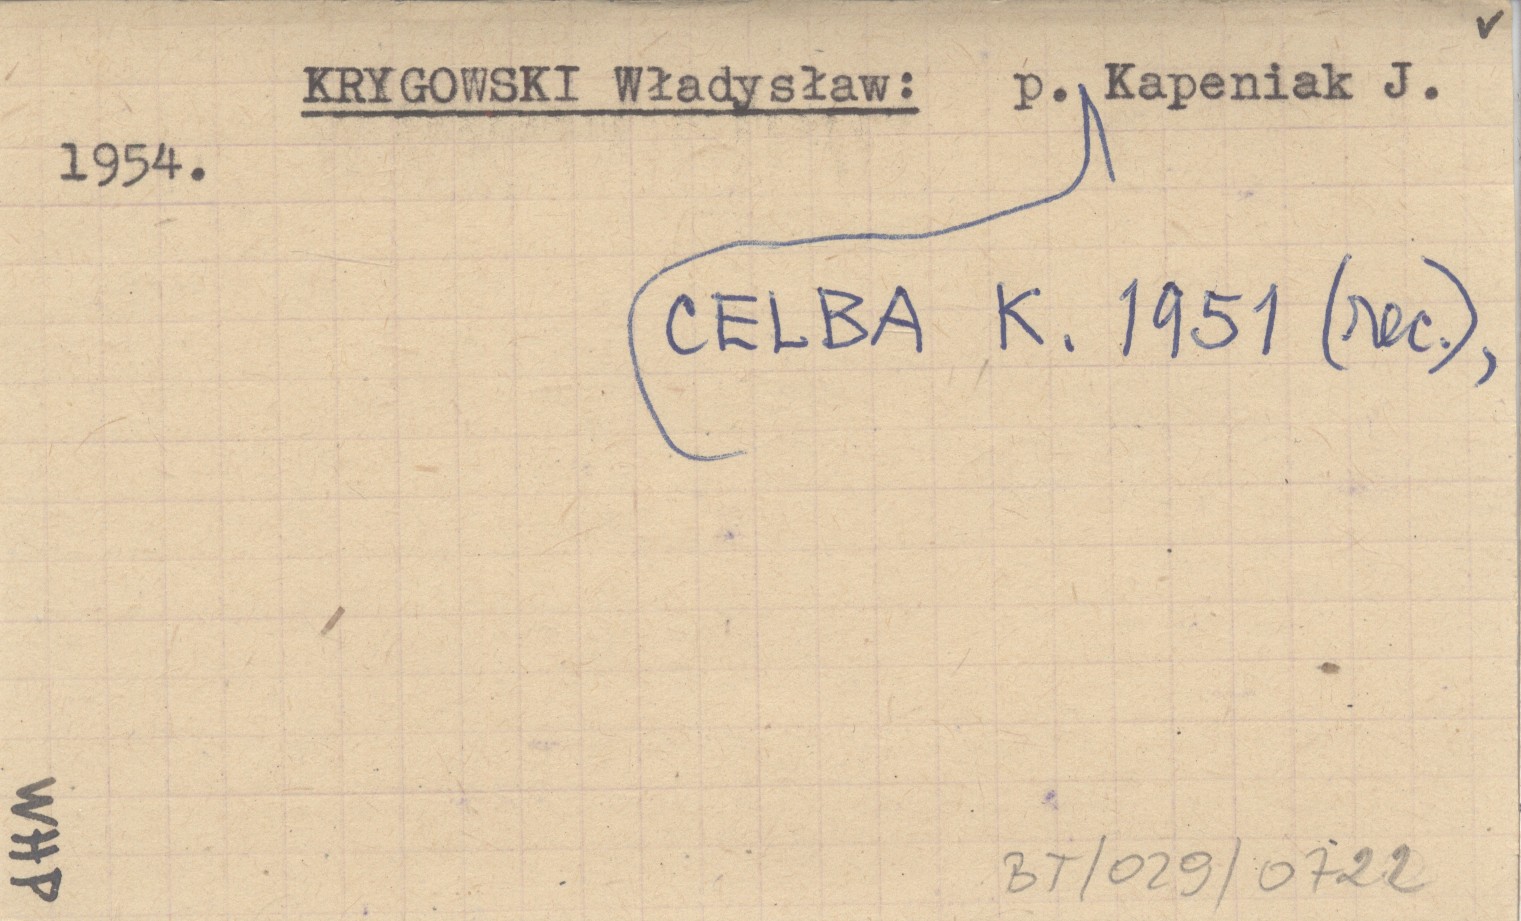 ✓
KRYGOWSKI Władysław: p. Kapeniak J.
1954.
CELBA K. 1951 (rec.),
WHP
BT/029/0722